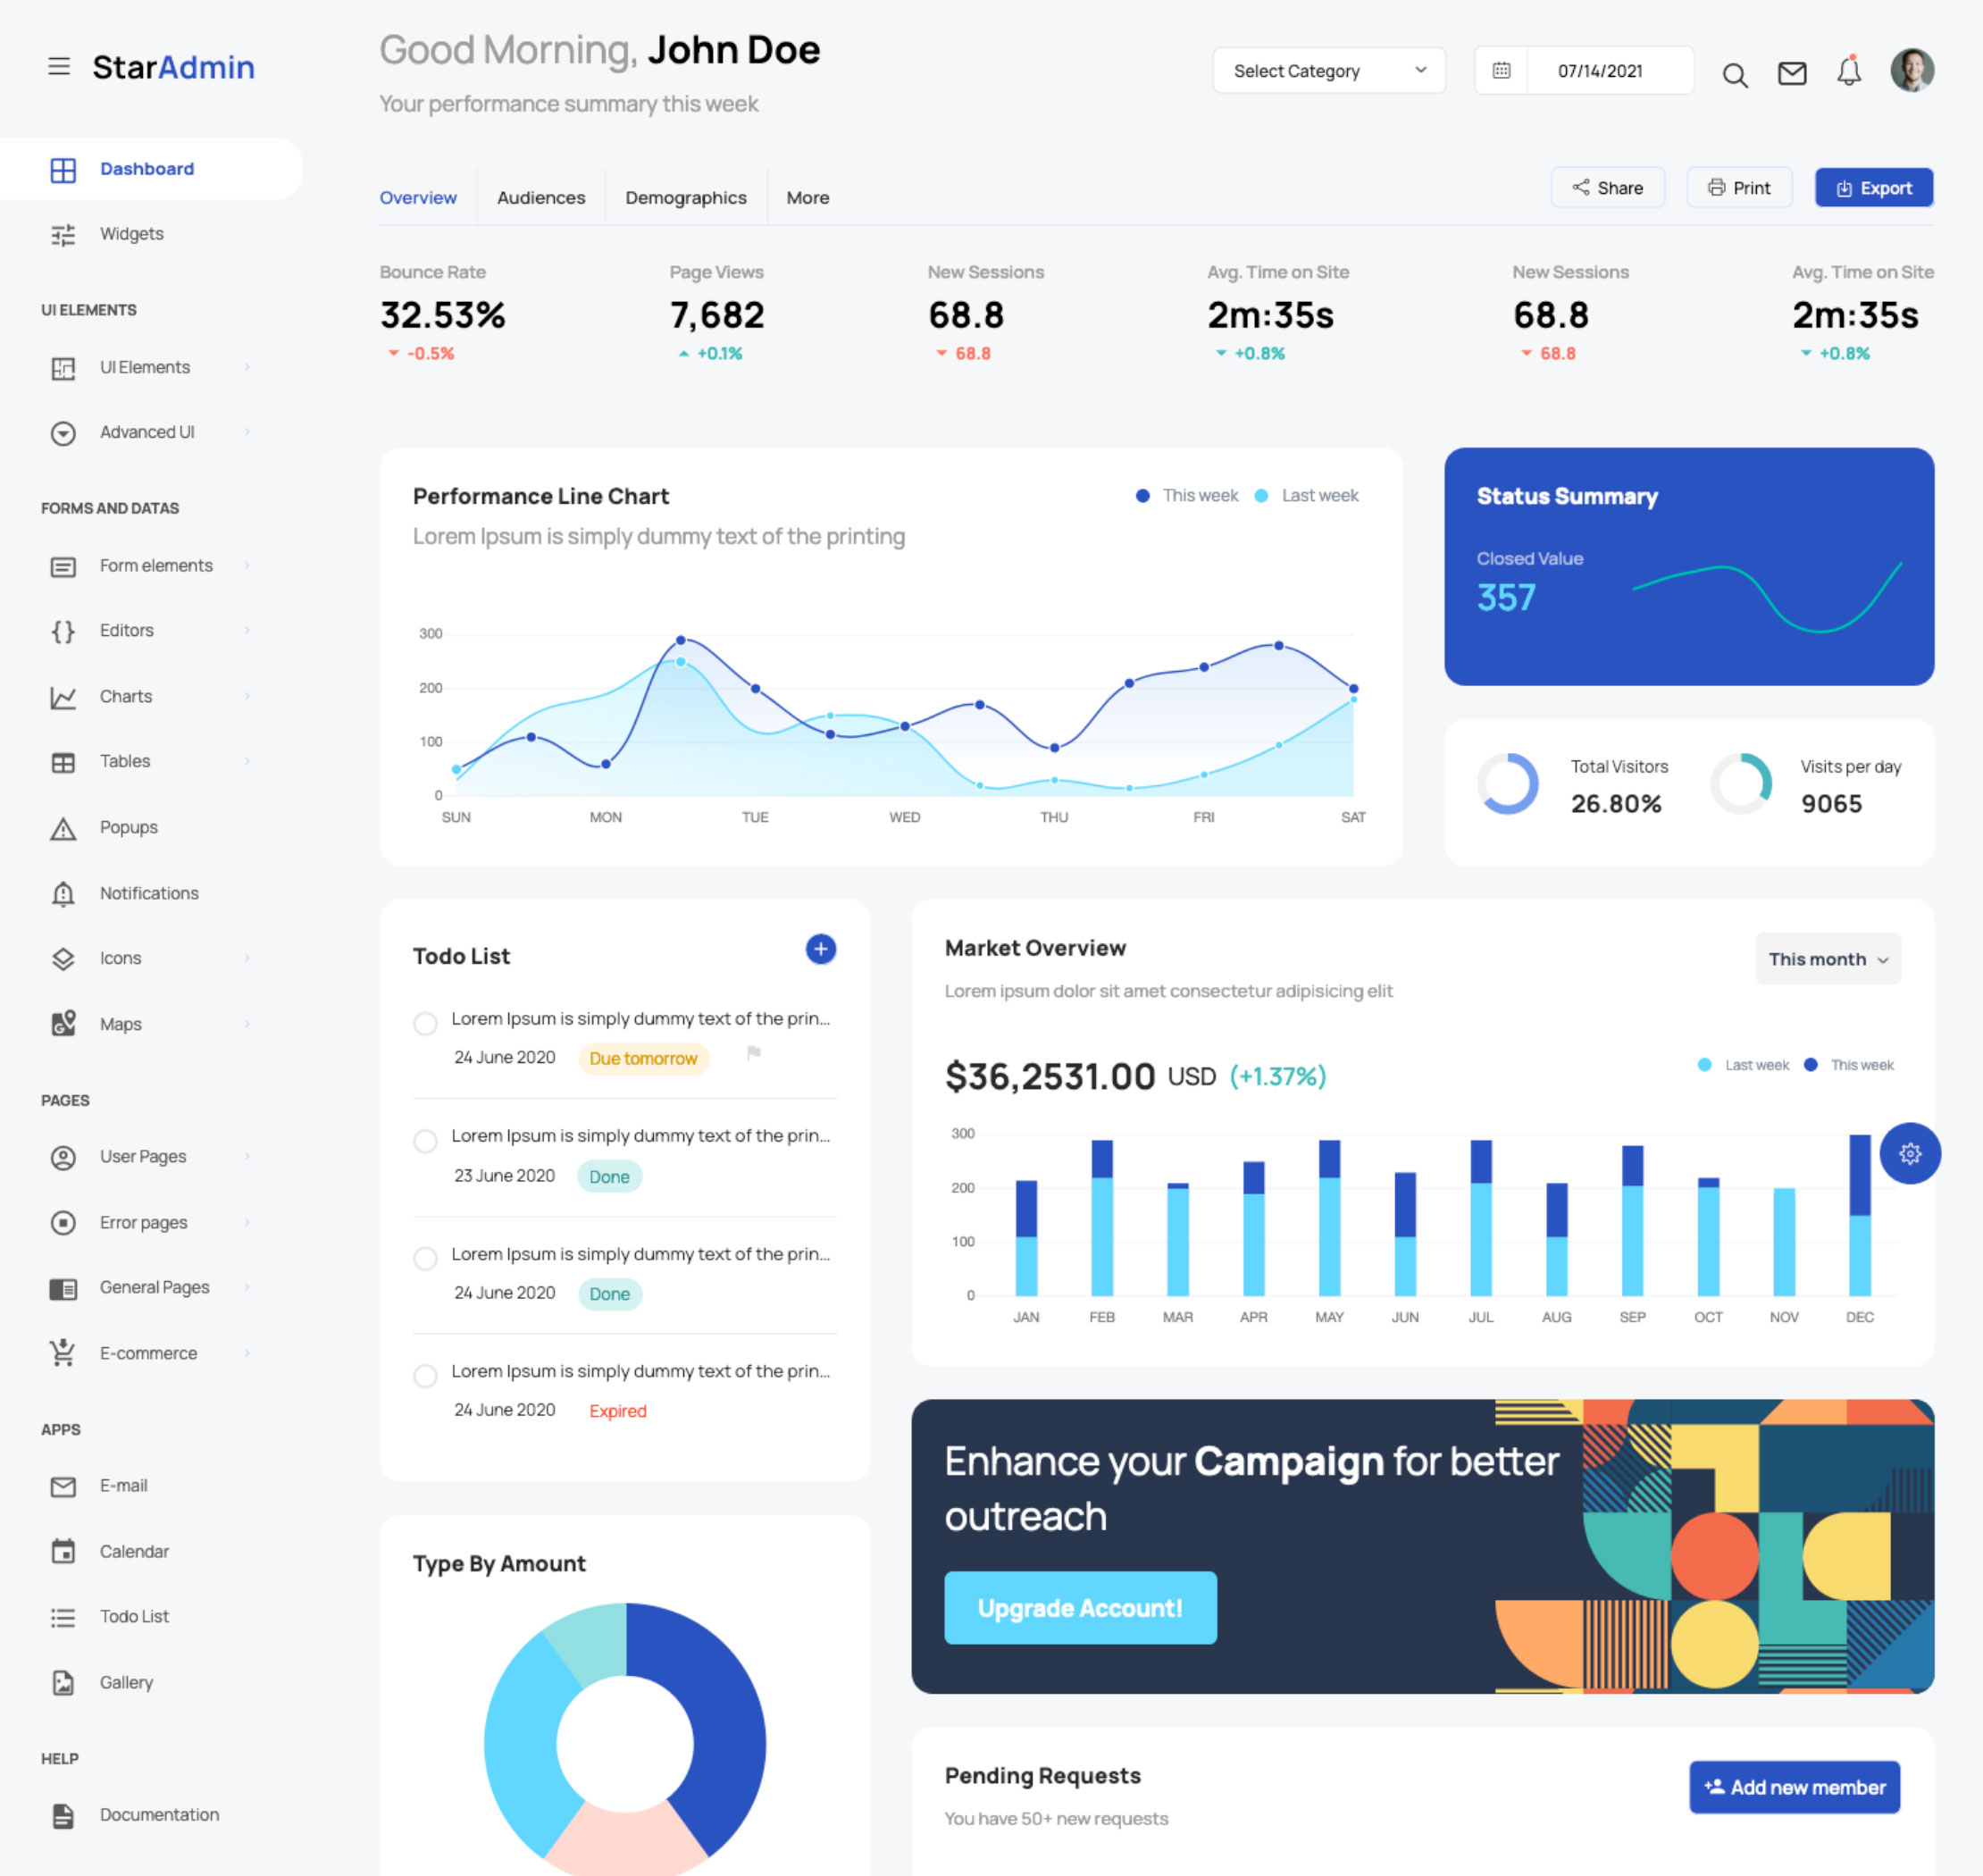 StarAdmin
Good Morning, John Doe
Your performance summary this week
Select Category
07/14/2021
Dashboard
Widgets
UI ELEMENTS
UI Elements
Advanced UI
FORMS AND DATAS
Form elements
Editors
Charts
Tables
Popups
Notifications
Icons
Maps
PAGES
User Pages
Error pages
General Pages
E-commerce
APPS
E-mail
Calendar
Todo List
Gallery
HELP
Documentation
Overview Audiences Demographics More
Share Print Export
Bounce Rate
32.53%
-0.5%
Page Views
7,682
+0.1%
New Sessions
68.8
68.8
Avg. Time on Site
2m:35s
+0.8%
New Sessions
68.8
68.8
Avg. Time on Site
2m:35s
+0.8%
Performance Line Chart
This week Last week
Lorem Ipsum is simply dummy text of the printing
300
200
100
0
SUN MON TUE WED THU FRI SAT
Status Summary
Closed Value
357
Total Visitors
26.80%
Visits per day
9065
Todo List
Lorem Ipsum is simply dummy text of the prin...
24 June 2020 Due tomorrow
Lorem Ipsum is simply dummy text of the prin...
23 June 2020 Done
Lorem Ipsum is simply dummy text of the prin...
24 June 2020 Done
Lorem Ipsum is simply dummy text of the prin...
24 June 2020 Expired
Market Overview
This month
Lorem ipsum dolor sit amet consectetur adipisicing elit
$36,2531.00 USD (+1.37%)
Last week This week
300
200
100
0
JAN FEB MAR APR MAY JUN JUL AUG SEP OCT NOV DEC
Enhance your Campaign for better
outreach
Upgrade Account!
Type By Amount
Pending Requests
You have 50+ new requests
Add new member